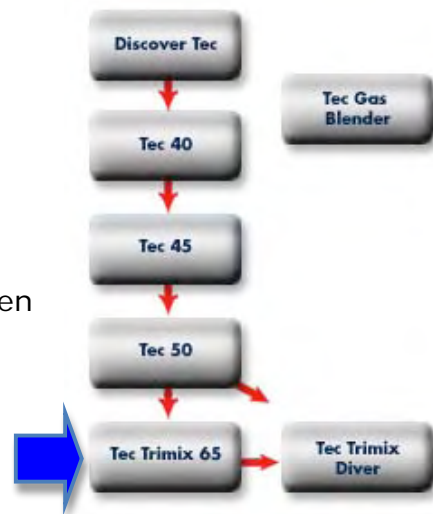 Discover Tec
Tec Gas
Blender
Tec 40
Tec 45
en
Tec 50
Tec Trimix 65
Tec Trimix
Diver